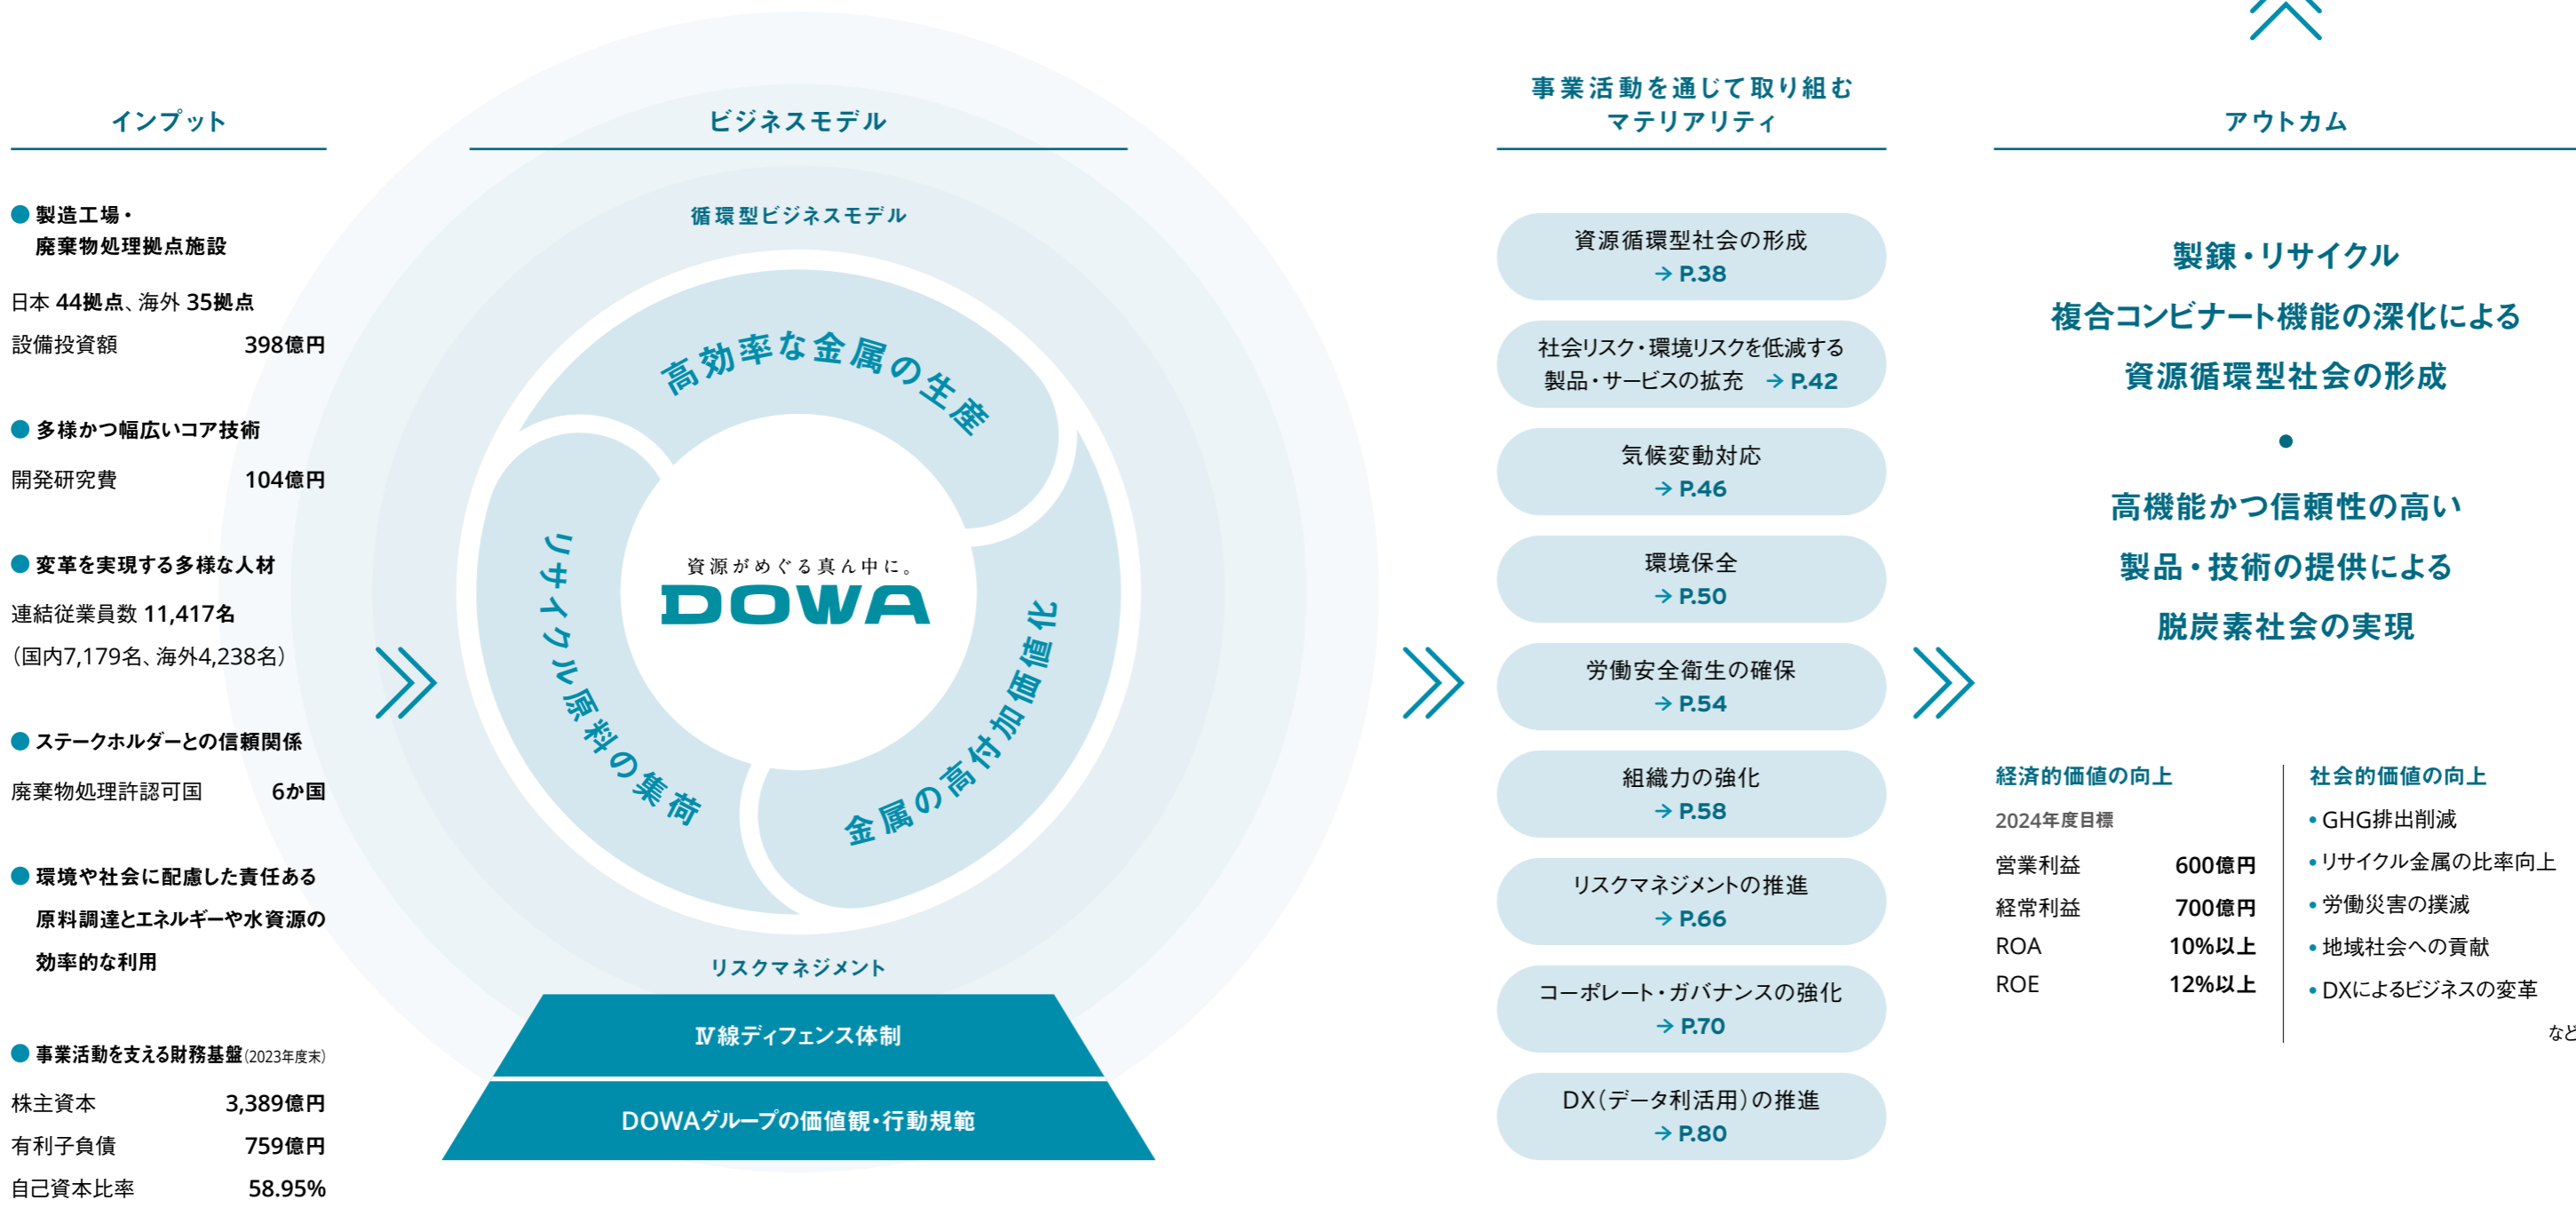 インプット
製造工場・
廃棄物処理拠点施設
日本 44拠点、海外 35拠点
設備投資額 398億円
多様かつ幅広いコア技術
開発研究費 104億円
変革を実現する多様な人材
連結従業員数 11,417名
（国内7,179名、海外4,238名）
ステークホルダーとの信頼関係
廃棄物処理許認可国 6か国
環境や社会に配慮した責任ある
原料調達とエネルギーや水資源の
効率的な利用
事業活動を支える財務基盤（2023年度末）
株主資本 3,389億円
有利子負債 759億円
自己資本比率 58.95%
ビジネスモデル
循環型ビジネスモデル
高効率な金属の生産
金属の高付加価値化
リサイクル原料の集荷
資源がめぐる真ん中に。
DOWA
リスクマネジメント
Ⅳ線ディフェンス体制
DOWAグループの価値観・行動規範
事業活動を通じて取り組む
マテリアリティ
資源循環型社会の形成
→ P.38
社会リスク・環境リスクを低減する
製品・サービスの拡充 → P.42
気候変動対応
→ P.46
環境保全
→ P.50
労働安全衛生の確保
→ P.54
組織力の強化
→ P.58
リスクマネジメントの推進
→ P.66
コーポレート・ガバナンスの強化
→ P.70
DX（データ利活用）の推進
→ P.80
アウトカム
製錬・リサイクル
複合コンビナート機能の深化による
資源循環型社会の形成
高機能かつ信頼性の高い
製品・技術の提供による
脱炭素社会の実現
経済的価値の向上
2024年度目標
営業利益 600億円
経常利益 700億円
ROA 10%以上
ROE 12%以上
社会的価値の向上
• GHG排出削減
• リサイクル金属の比率向上
• 労働災害の撲滅
• 地域社会への貢献
• DXによるビジネスの変革
など